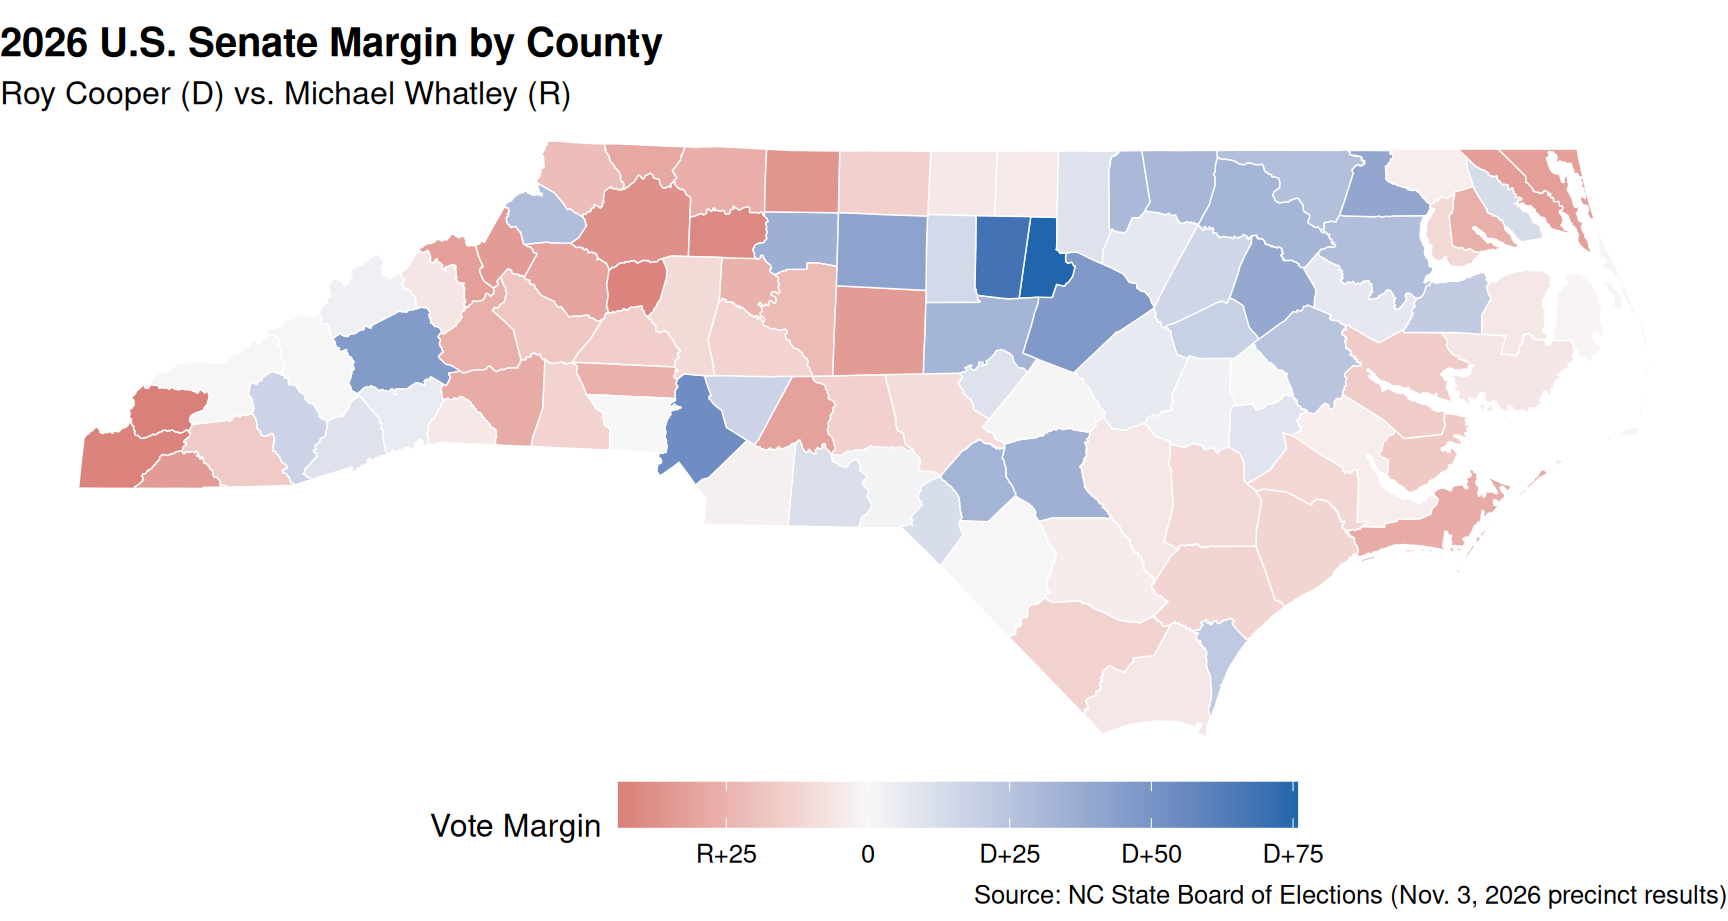 2026 U.S. Senate Margin by County
Roy Cooper (D) vs. Michael Whatley (R)
Vote Margin
R+25 0 D+25 D+50 D+75
Source: NC State Board of Elections (Nov. 3, 2026 precinct results)